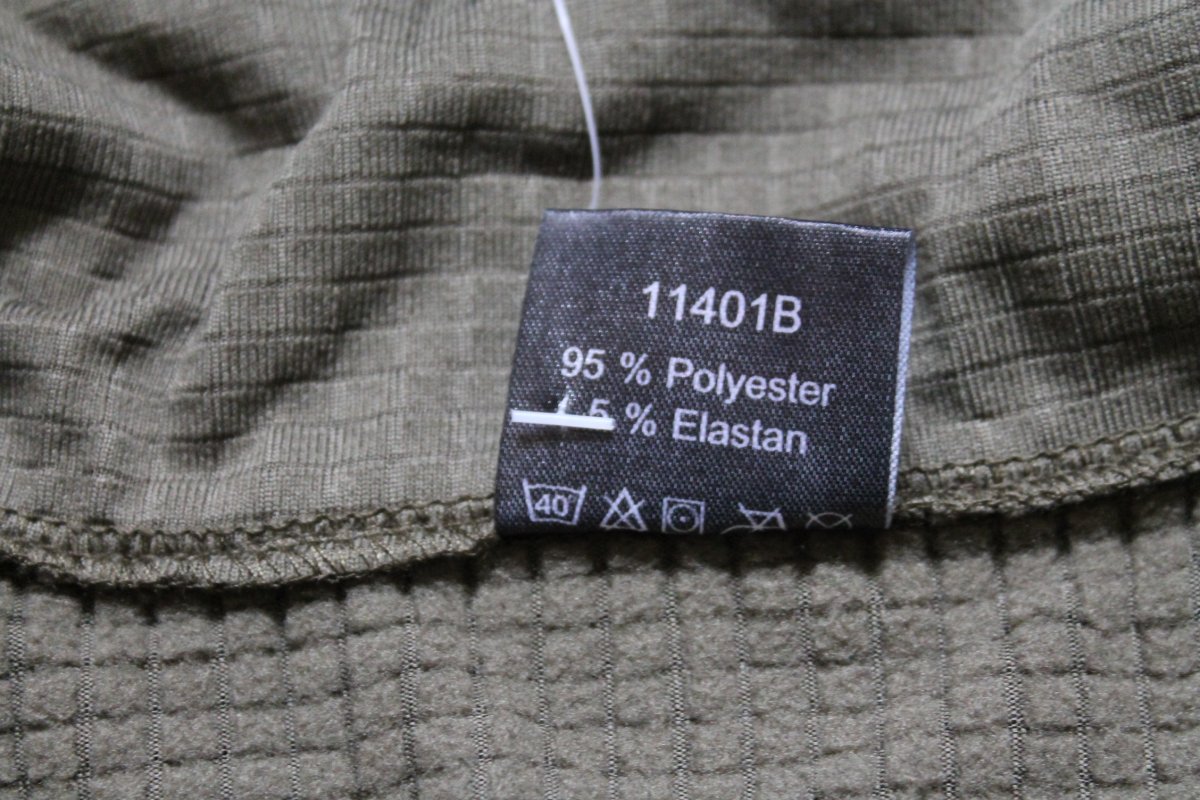 11401B
95 % Polyester
5 % Elastan
40°